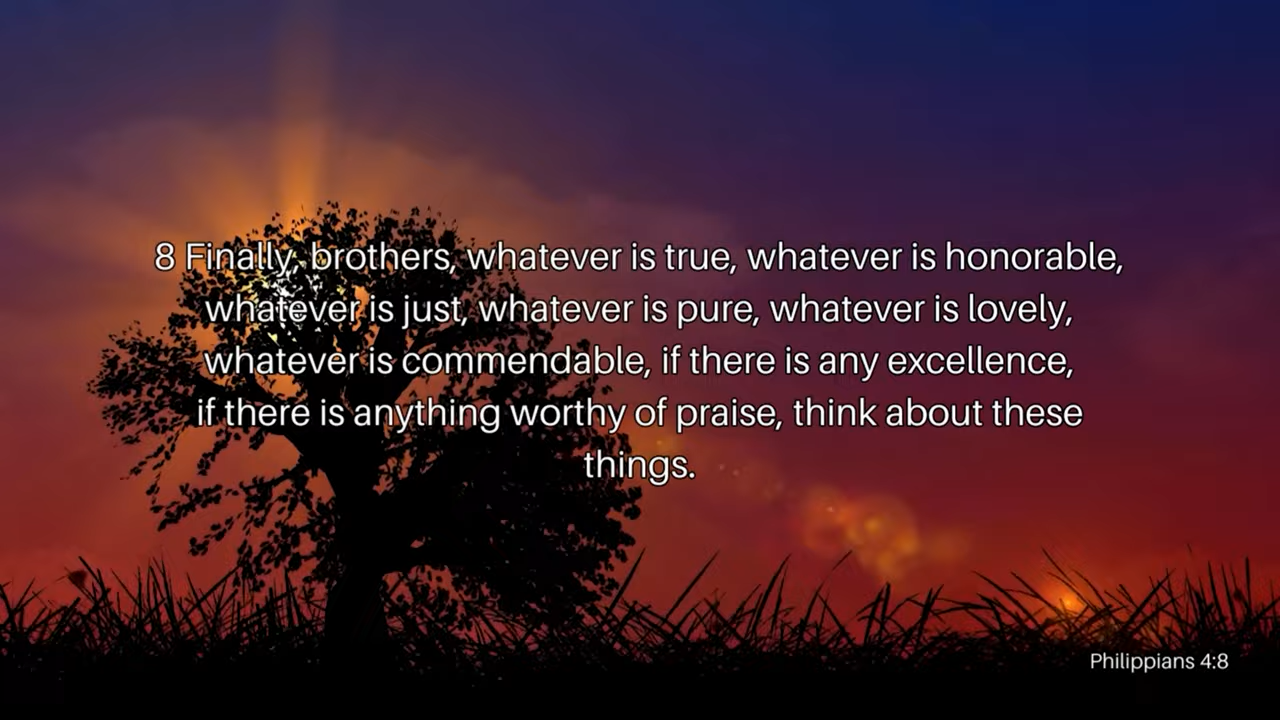 8 Finally, brothers, whatever is true, whatever is honorable,
whatever is just, whatever is pure, whatever is lovely,
whatever is commendable, if there is any excellence,
if there is anything worthy of praise, think about these
things.
Philippians 4:8